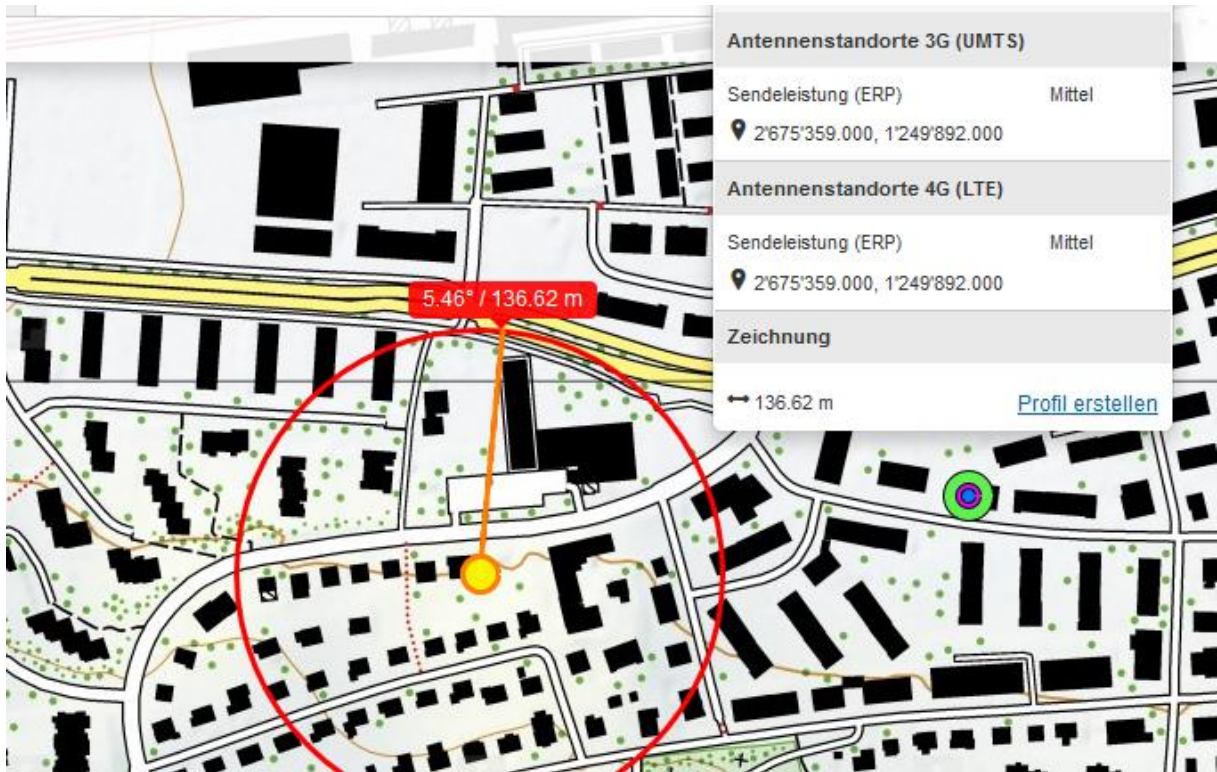 Antennenstandorte 3G (UMTS)
Sendeleistung (ERP) Mittel
2'675'359.000, 1'249'892.000
Antennenstandorte 4G (LTE)
Sendeleistung (ERP) Mittel
2'675'359.000, 1'249'892.000
Zeichnung
136.62 m Profil erstellen
5.46° / 136.62 m